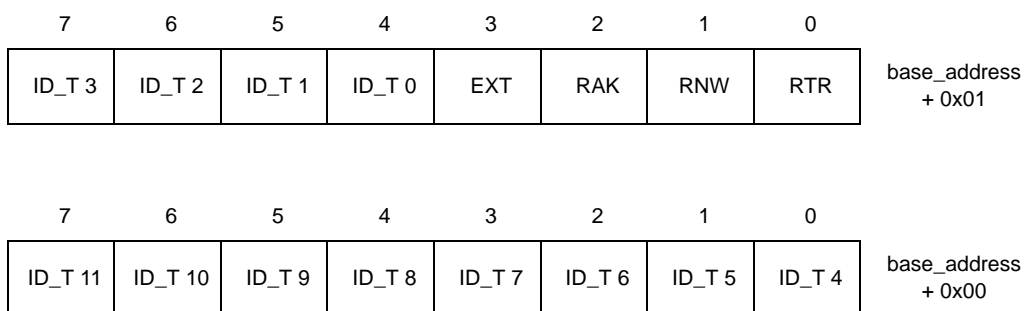 7 6 5 4 3 2 1 0
ID_T 3 ID_T 2 ID_T 1 ID_T 0 EXT RAK RNW RTR base_address
+ 0x01
7 6 5 4 3 2 1 0
ID_T 11 ID_T 10 ID_T 9 ID_T 8 ID_T 7 ID_T 6 ID_T 5 ID_T 4 base_address
+ 0x00